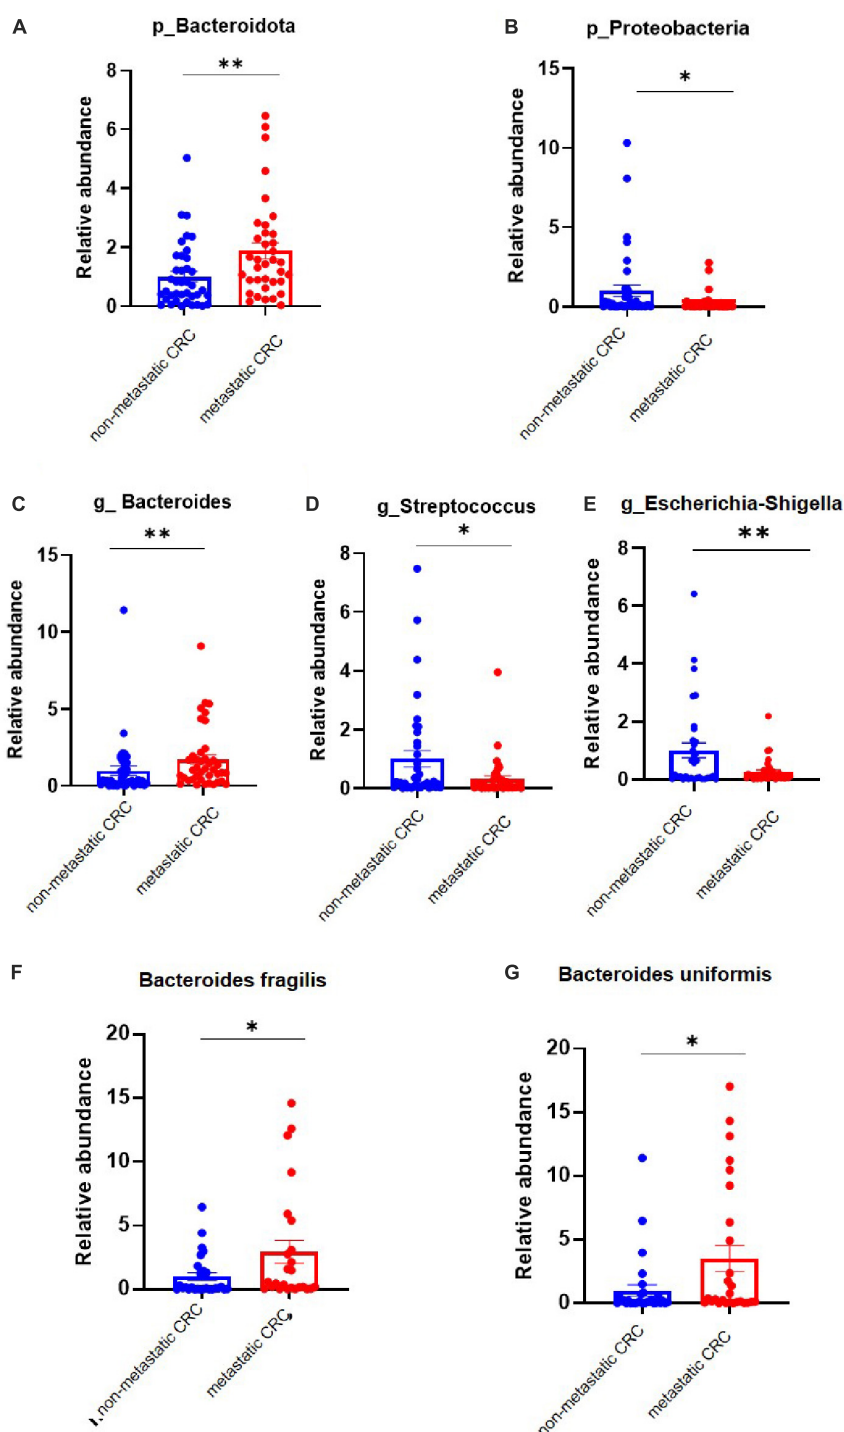 A
p_Bacteroidota
**
Relative abundance
8
6
4
2
0
non-metastatic CRC
metastatic CRC
B
p_Proteobacteria
*
Relative abundance
15
10
5
0
non-metastatic CRC
metastatic CRC
C
g_ Bacteroides
**
Relative abundance
15
10
5
0
non-metastatic CRC
metastatic CRC
D
g_Streptococcus
*
Relative abundance
8
6
4
2
0
non-metastatic CRC
metastatic CRC
E
g_Escherichia-Shigella
**
Relative abundance
8
6
4
2
0
non-metastatic CRC
metastatic CRC
F
Bacteroides fragilis
*
Relative abundance
20
15
10
5
0
non-metastatic CRC
metastatic CRC
G
Bacteroides uniformis
*
Relative abundance
20
15
10
5
0
non-metastatic CRC
metastatic CRC